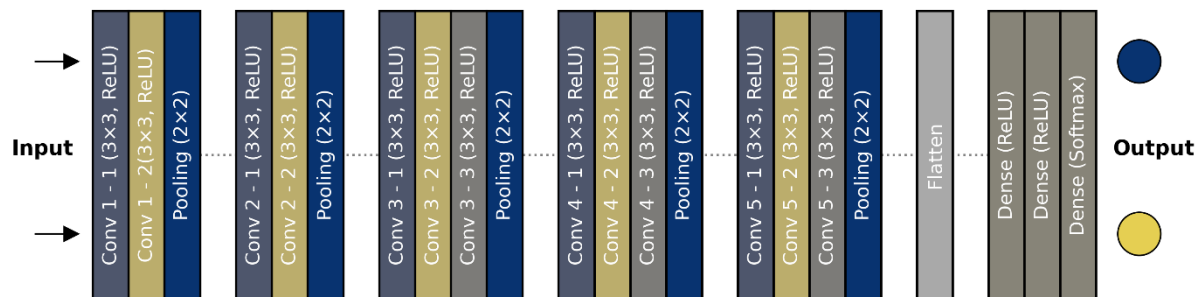 Input
Conv 1 - 1 (3×3, ReLU)
Conv 1 - 2(3×3, ReLU)
Pooling (2×2)
Conv 2 - 1 (3×3, ReLU)
Conv 2 - 2 (3×3, ReLU)
Pooling (2×2)
Conv 3 - 1 (3×3, ReLU)
Conv 3 - 2 (3×3, ReLU)
Conv 3 - 3 (3×3, ReLU)
Pooling (2×2)
Conv 4 - 1 (3×3, ReLU)
Conv 4 - 2 (3×3, ReLU)
Conv 4 - 3 (3×3, ReLU)
Pooling (2×2)
Conv 5 - 1 (3×3, ReLU)
Conv 5 - 2 (3×3, ReLU)
Conv 5 - 3 (3×3, ReLU)
Pooling (2×2)
Flatten
Dense (ReLU)
Dense (ReLU)
Dense (Softmax)
Output